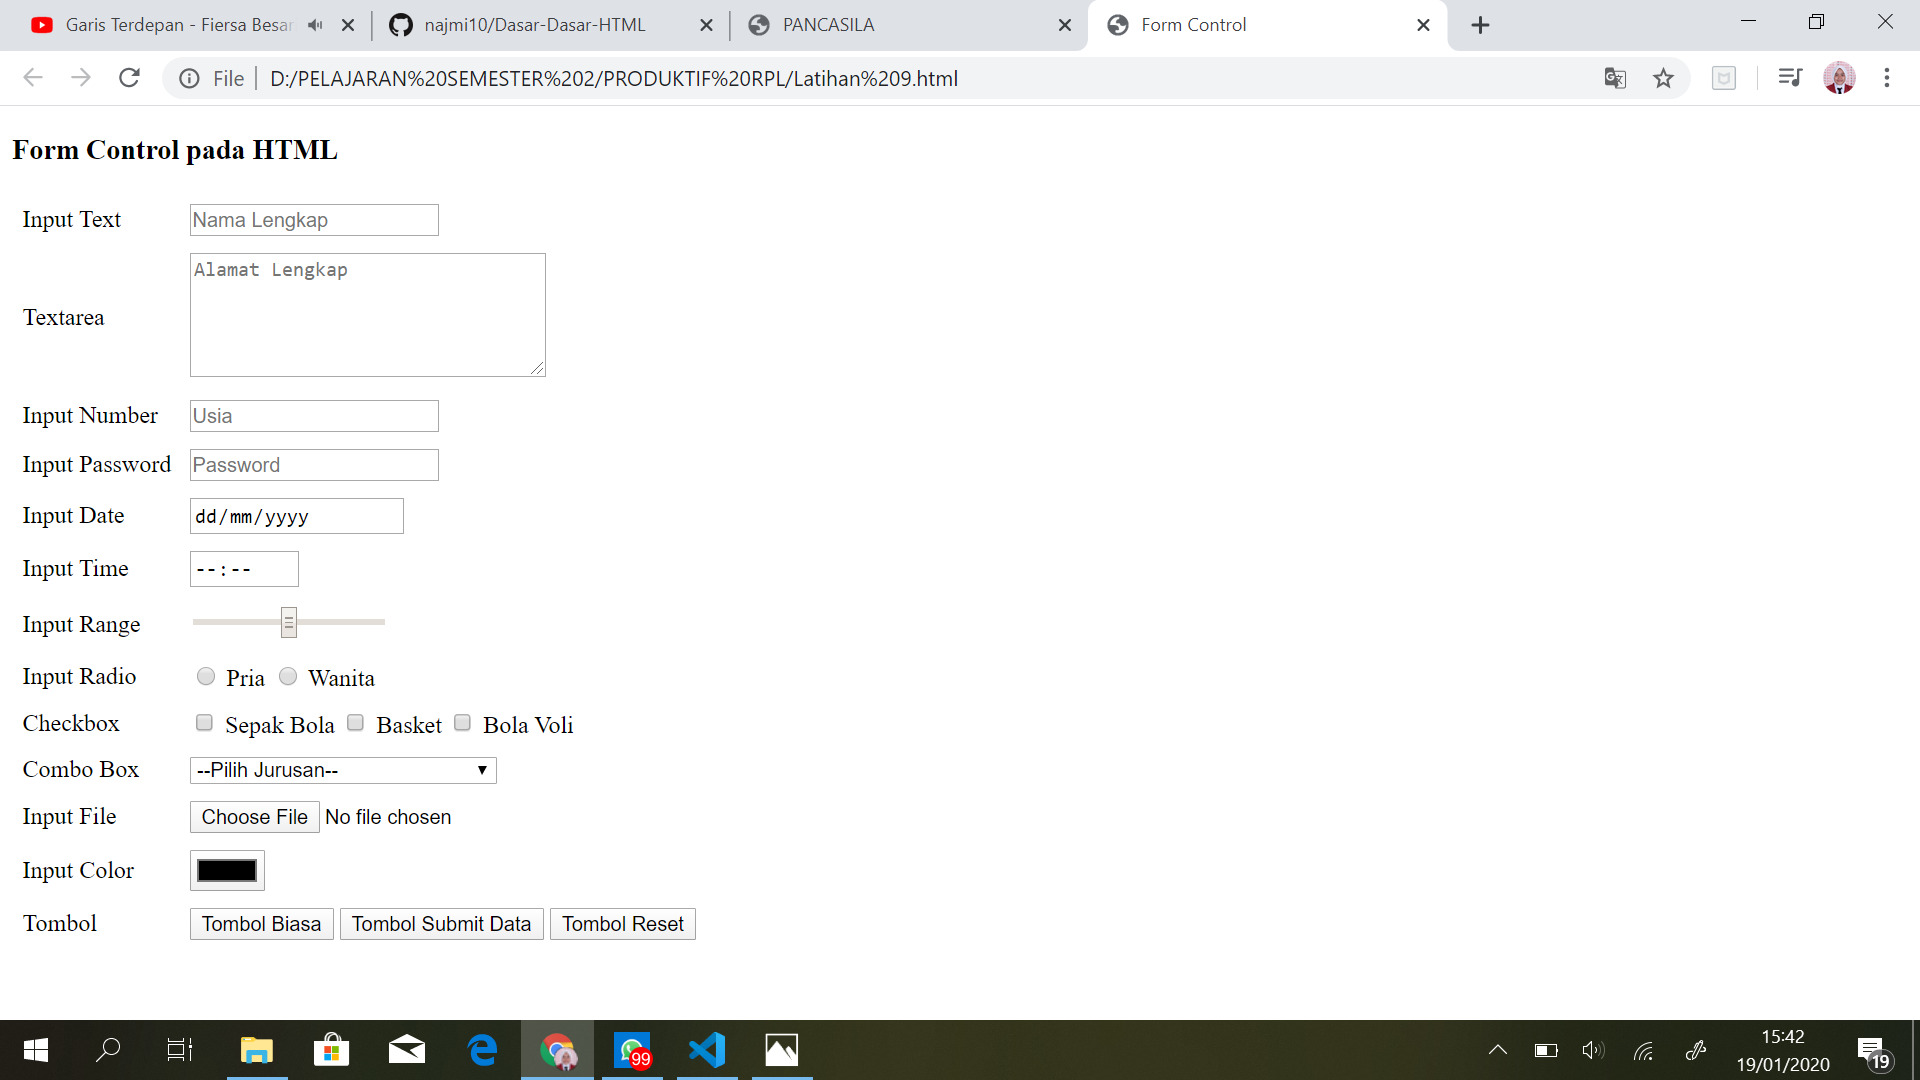 Garis Terdepan - Fiersa Besar
najmi10/Dasar-Dasar-HTML
PANCASILA
Form Control
File
D:/PELAJARAN%20SEMESTER%202/PRODUKTIF%20RPL/Latihan%209.html
Form Control pada HTML
Input Text Nama Lengkap
Textarea Alamat Lengkap
Input Number Usia
Input Password Password
Input Date dd/mm/yyyy
Input Time --:--
Input Range
Input Radio Pria Wanita
Checkbox Sepak Bola Basket Bola Voli
Combo Box --Pilih Jurusan--
Input File Choose File No file chosen
Input Color
Tombol Tombol Biasa Tombol Submit Data Tombol Reset
99
15:42
19/01/2020
19